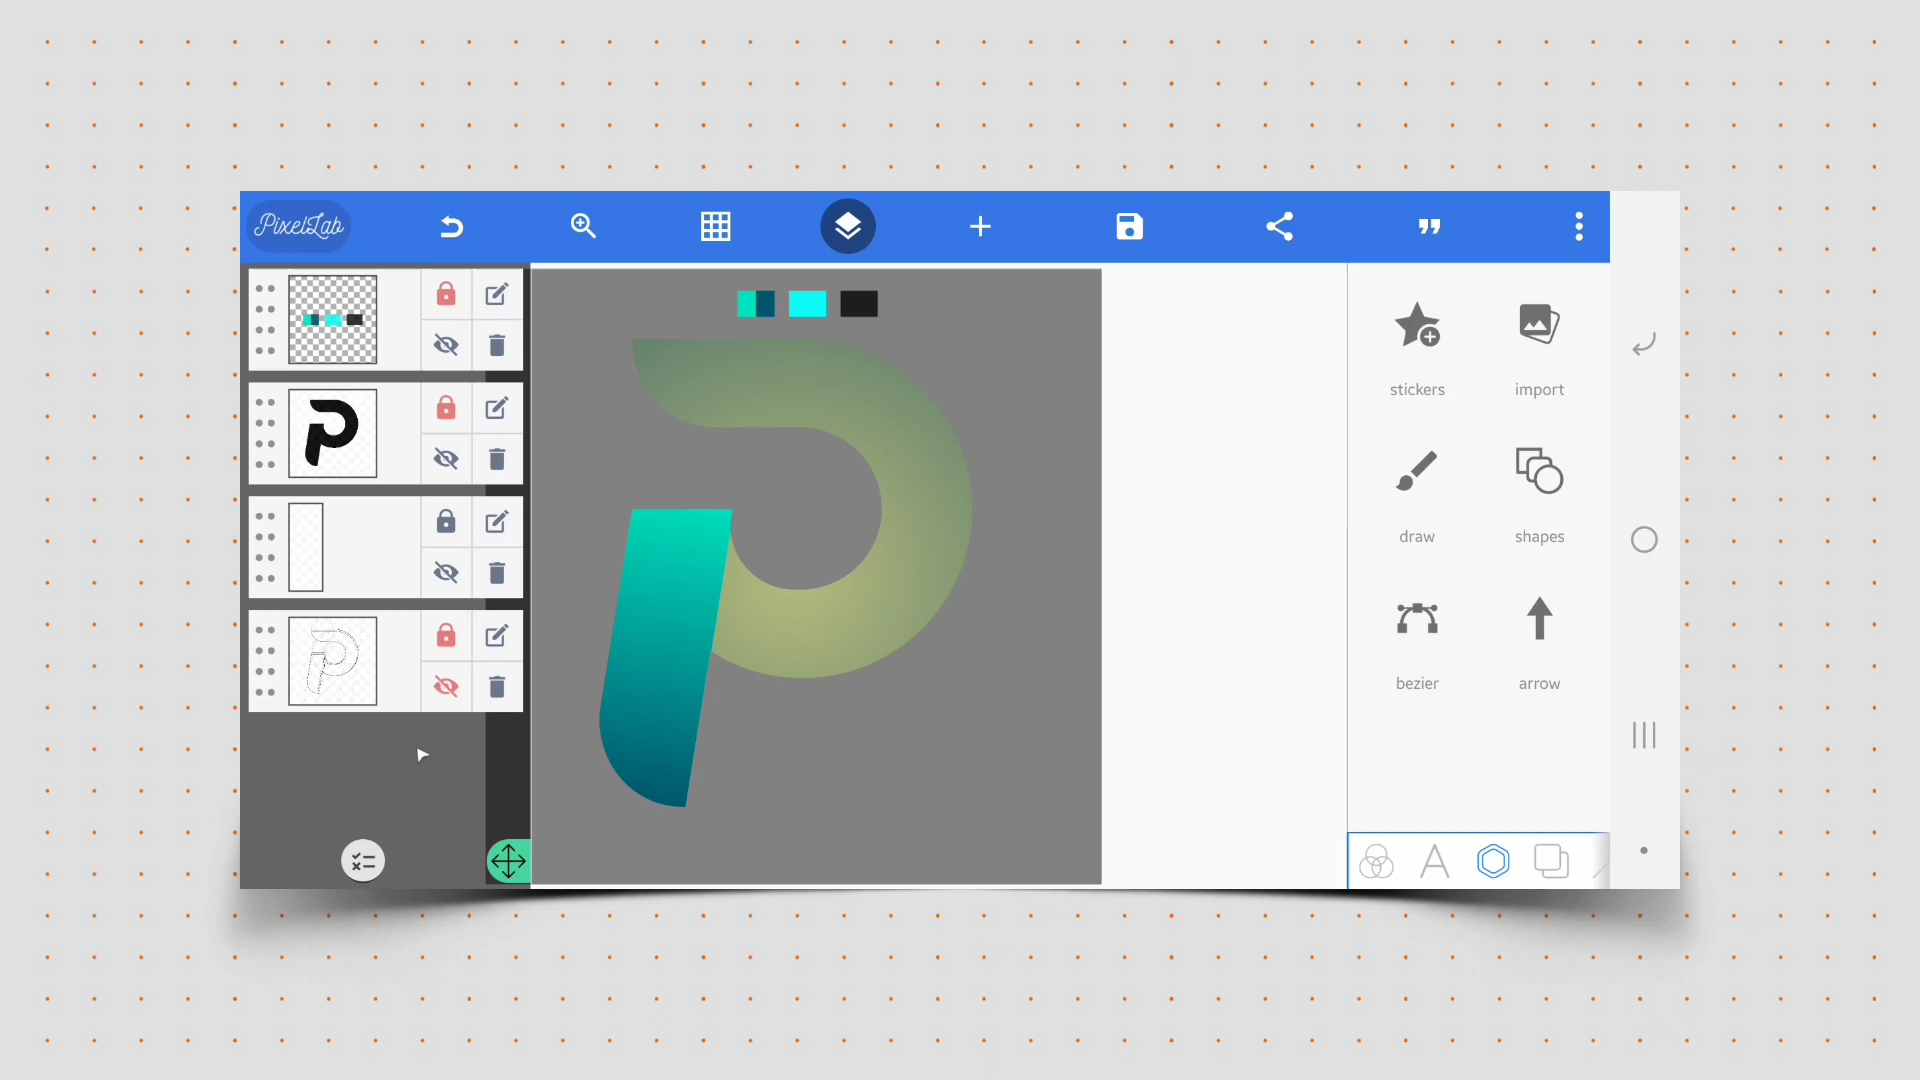 PixelLab
stickers
import
draw
shapes
bezier
arrow